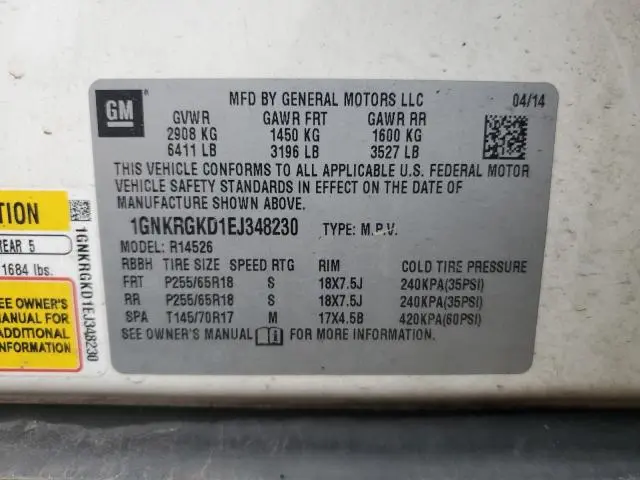 GM
MFD BY GENERAL MOTORS LLC 04/14
GVWR GAWR FRT GAWR RR
2908 KG 1450 KG 1600 KG
6411 LB 3196 LB 3527 LB
THIS VEHICLE CONFORMS TO ALL APPLICABLE U.S. FEDERAL MOTOR
VEHICLE SAFETY STANDARDS IN EFFECT ON THE DATE OF
MANUFACTURE SHOWN ABOVE.
1GNKRGKD1EJ348230 TYPE: M.P.V.
MODEL: R14526
RBBH TIRE SIZE SPEED RTG RIM COLD TIRE PRESSURE
FRT P255/65R18 S 18X7.5J 240KPA(35PSI)
RR P255/65R18 S 18X7.5J 240KPA(35PSI)
SPA T145/70R17 M 17X4.5B 420KPA(60PSI)
SEE OWNER'S MANUAL FOR MORE INFORMATION.
TION
REAR 5
1684 lbs.
EE OWNER'S
MANUAL FOR
ADDITIONAL
NFORMATION
1GNKRGKD1EJ348230